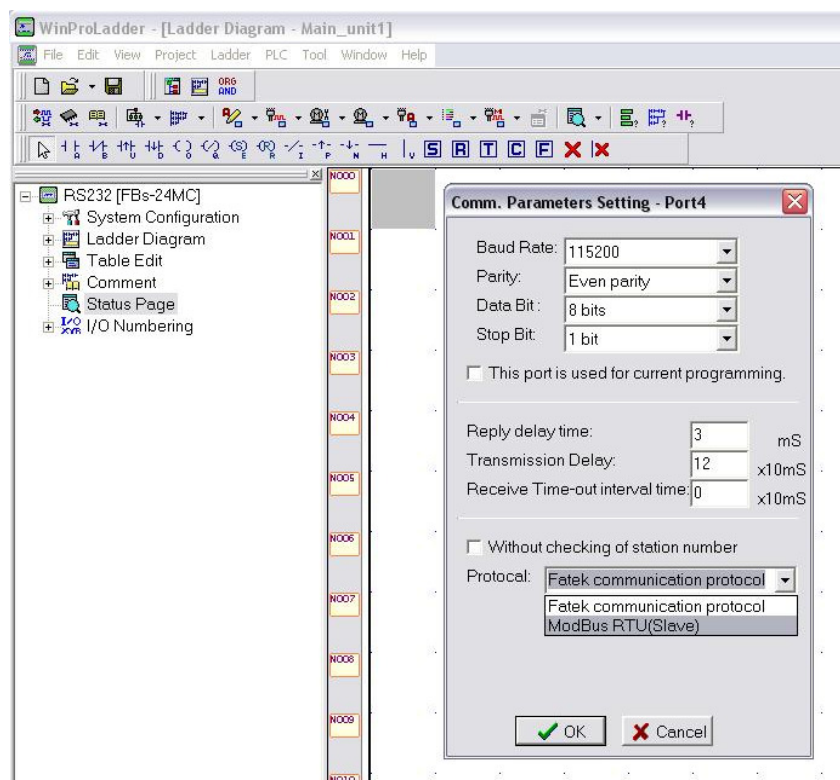 WinProLadder - [Ladder Diagram - Main_unit1]
File Edit View Project Ladder PLC Tool Window Help
ORG
AND
S R T C F
RS232 [FBs-24MC]
System Configuration
Ladder Diagram
Table Edit
Comment
Status Page
I/O Numbering
N000
N001
N002
N003
N004
N005
N006
N007
N008
N009
N010
Comm. Parameters Setting - Port4
Baud Rate: 115200
Parity: Even parity
Data Bit : 8 bits
Stop Bit: 1 bit
This port is used for current programming.
Reply delay time: 3 mS
Transmission Delay: 12 x10mS
Receive Time-out interval time: 0 x10mS
Without checking of station number
Protocal: Fatek communication protocol
Fatek communication protocol
ModBus RTU(Slave)
OK Cancel